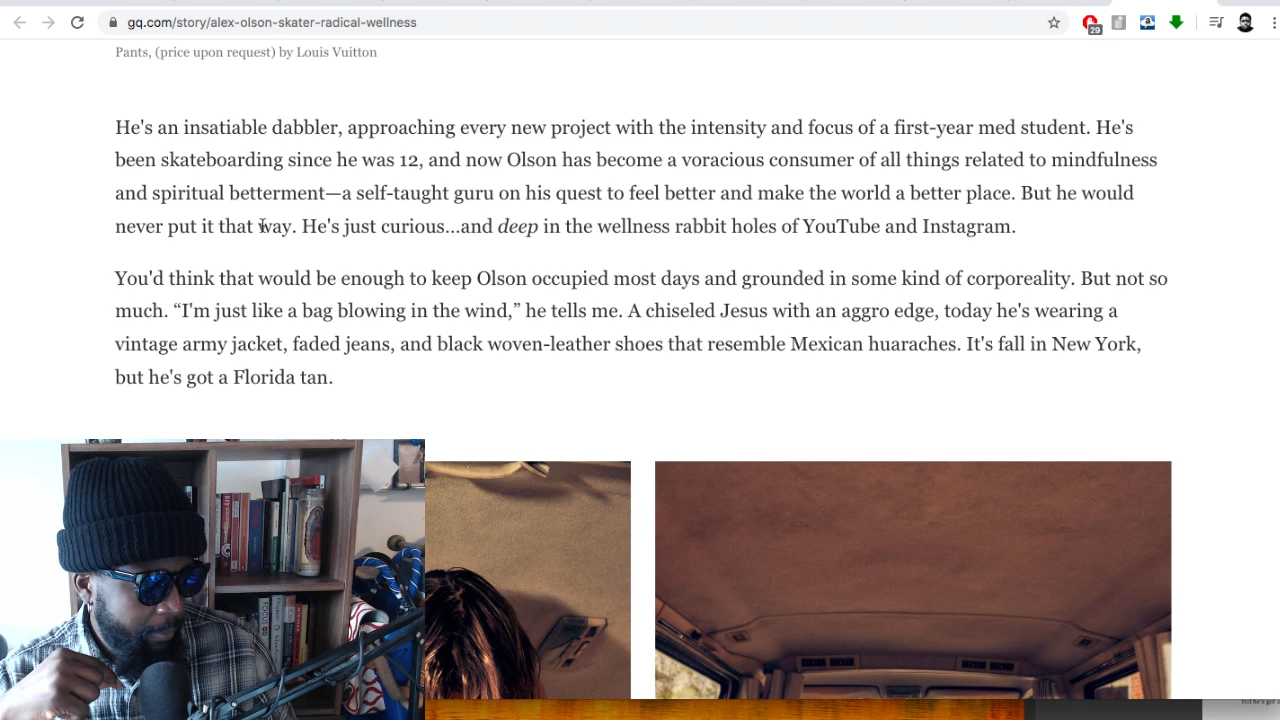 gq.com/story/alex-olson-skater-radical-wellness
29
Pants, (price upon request) by Louis Vuitton
He's an insatiable dabbler, approaching every new project with the intensity and focus of a first-year med student. He's
been skateboarding since he was 12, and now Olson has become a voracious consumer of all things related to mindfulness
and spiritual betterment—a self-taught guru on his quest to feel better and make the world a better place. But he would
never put it that way. He's just curious...and deep in the wellness rabbit holes of YouTube and Instagram.
You'd think that would be enough to keep Olson occupied most days and grounded in some kind of corporeality. But not so
much. “I'm just like a bag blowing in the wind,” he tells me. A chiseled Jesus with an aggro edge, today he's wearing a
vintage army jacket, faded jeans, and black woven-leather shoes that resemble Mexican huaraches. It's fall in New York,
but he's got a Florida tan.